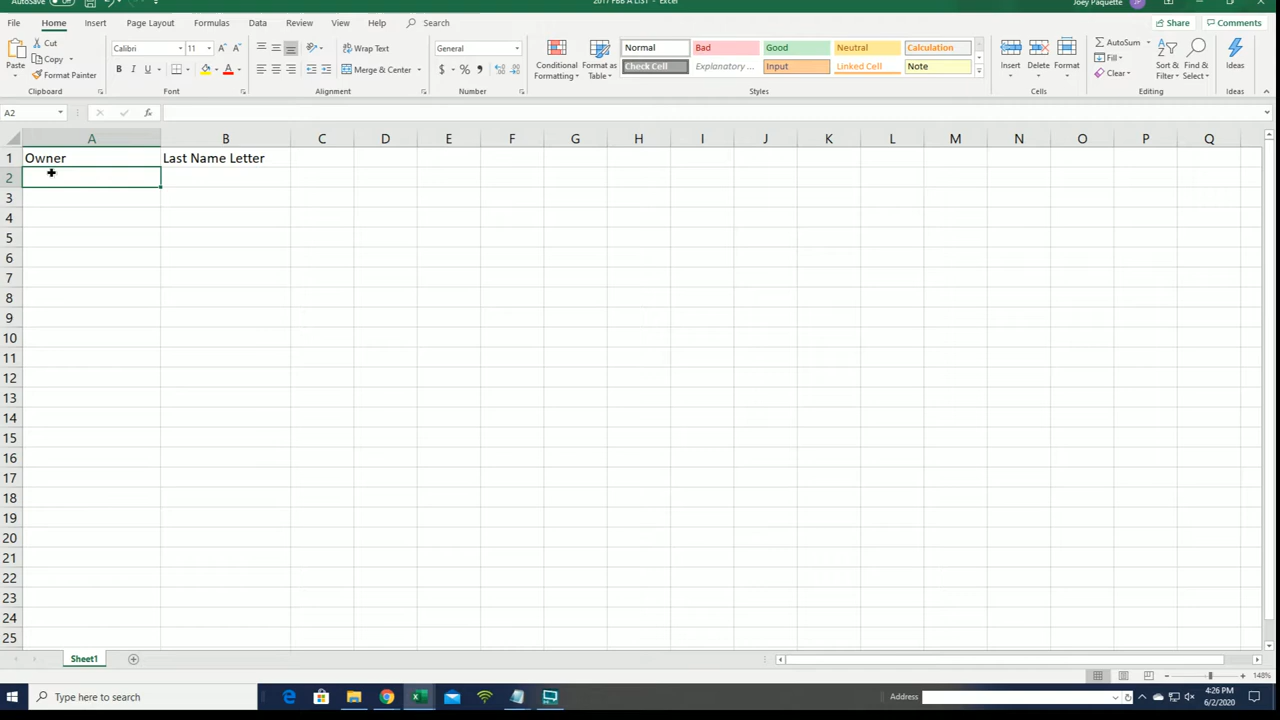 AutoSave Off 2017 FBB A LIST - Excel Joey Paquette JP
File Home Insert Page Layout Formulas Data Review View Help Search Share Comments
Paste Cut Copy Format Painter Clipboard
Calibri 11 A A B I U A Font
Wrap Text Merge & Center Alignment
General $ % , Number
Conditional Formatting Format as Table
Normal Bad Good Neutral Calculation
Check Cell Explanatory ... Input Linked Cell Note
Styles
Insert Delete Format Cells
AutoSum Fill Clear Sort & Filter Find & Select Editing
Ideas Ideas
A2 fx
A B C D E F G H I J K L M N O P Q
1 Owner Last Name Letter
2
3
4
5
6
7
8
9
10
11
12
13
14
15
16
17
18
19
20
21
22
23
24
25
Sheet1
148%
Type here to search Address 4:26 PM
6/2/2020